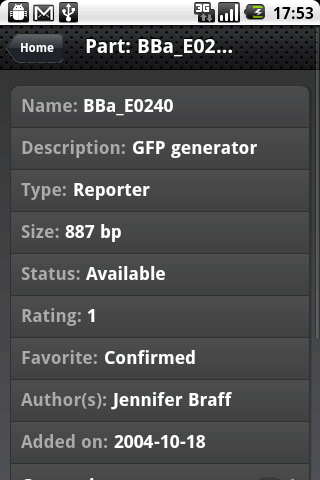 3G 17:53
Home Part: BBa_E02...
Name: BBa_E0240
Description: GFP generator
Type: Reporter
Size: 887 bp
Status: Available
Rating: 1
Favorite: Confirmed
Author(s): Jennifer Braff
Added on: 2004-10-18